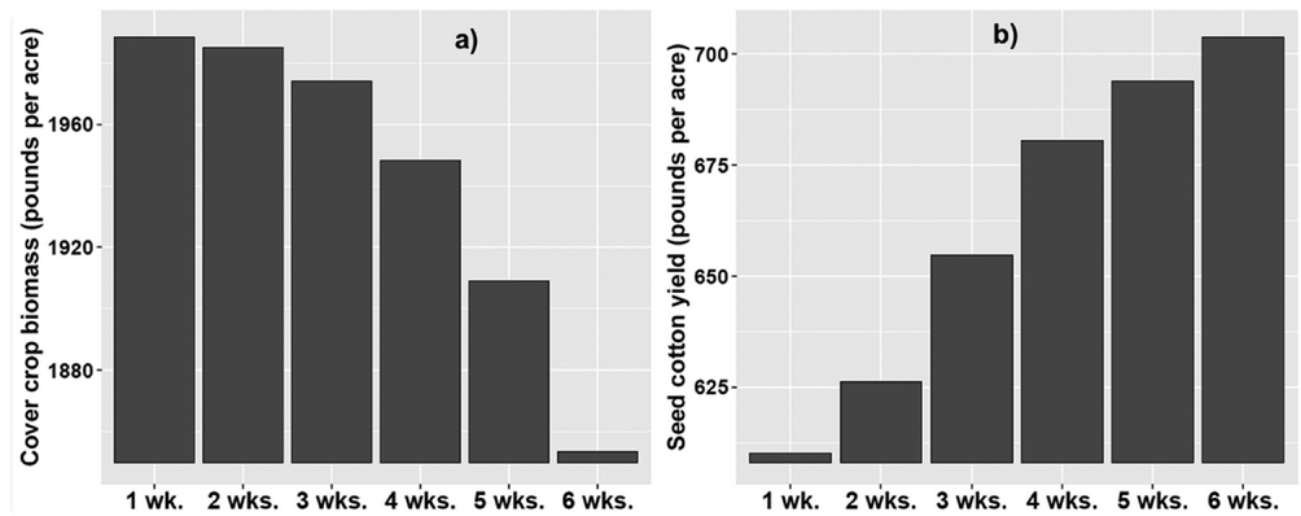 Cover crop biomass (pounds per acre)
a)
1960
1920
1880
1 wk. 2 wks. 3 wks. 4 wks. 5 wks. 6 wks.
Seed cotton yield (pounds per acre)
b)
700
675
650
625
1 wk. 2 wks. 3 wks. 4 wks. 5 wks. 6 wks.